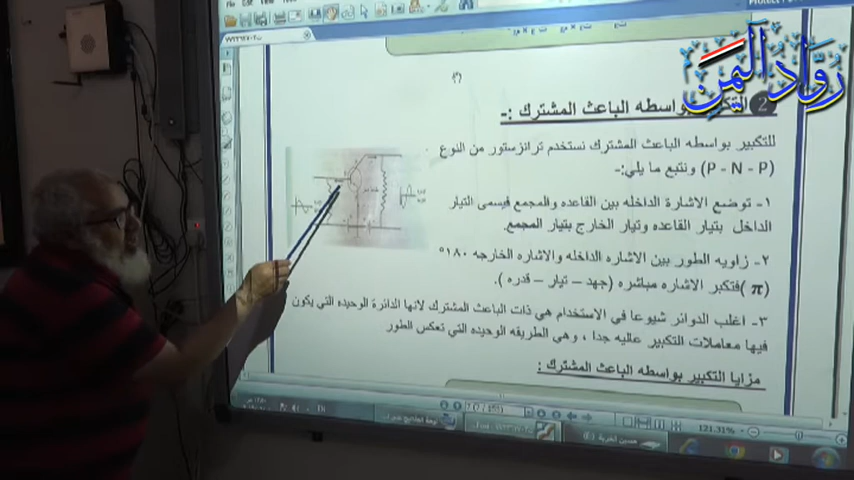 رواد اليمن
2 التكبير بواسطه الباعث المشترك :-
للتكبير بواسطه الباعث المشترك نستخدم ترانزستور من النوع
(P - N - P) ونتبع ما يلي:-
١- توضع الاشارة الداخله بين القاعده والمجمع فيسمى التيار
الداخل بتيار القاعده وتيار الخارج بتيار المجمع.
٢- زاويه الطور بين الاشاره الداخله والاشاره الخارجه ١٨٠°
(π) فتكبر الاشاره مباشره (جهد – تيار – قدره ).
٣- اغلب الدوائر شيوعا في الاستخدام هي ذات الباعث المشترك لانها الدائرة الوحيده التي يكون
فيها معاملات التكبير عاليه جدا ، وهي الطريقه الوحيده التي تعكس الطور
مزايا التكبير بواسطه الباعث المشترك :
121.31%